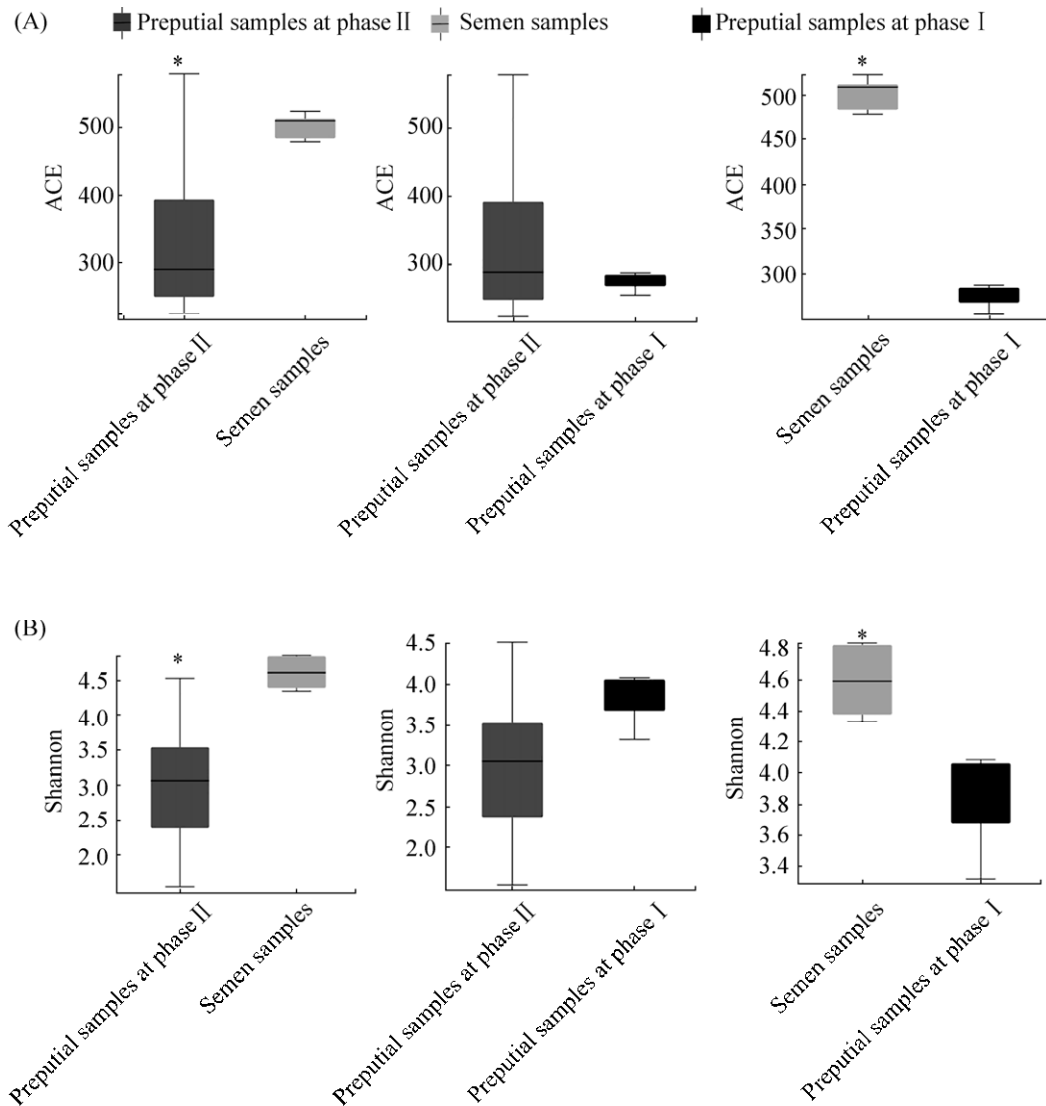 (A) Preputial samples at phase Ⅱ Semen samples Preputial samples at phase Ⅰ
*
500
400
300
ACE
Preputial samples at phase Ⅱ
Semen samples
500
400
300
ACE
Preputial samples at phase Ⅱ
Preputial samples at phase Ⅰ
*
500
450
400
350
300
ACE
Semen samples
Preputial samples at phase Ⅰ
(B)
*
4.5
4.0
3.5
3.0
2.5
2.0
Shannon
Preputial samples at phase Ⅱ
Semen samples
4.5
4.0
3.5
3.0
2.5
2.0
Shannon
Preputial samples at phase Ⅱ
Preputial samples at phase Ⅰ
*
4.8
4.6
4.4
4.2
4.0
3.8
3.6
3.4
Shannon
Semen samples
Preputial samples at phase Ⅰ